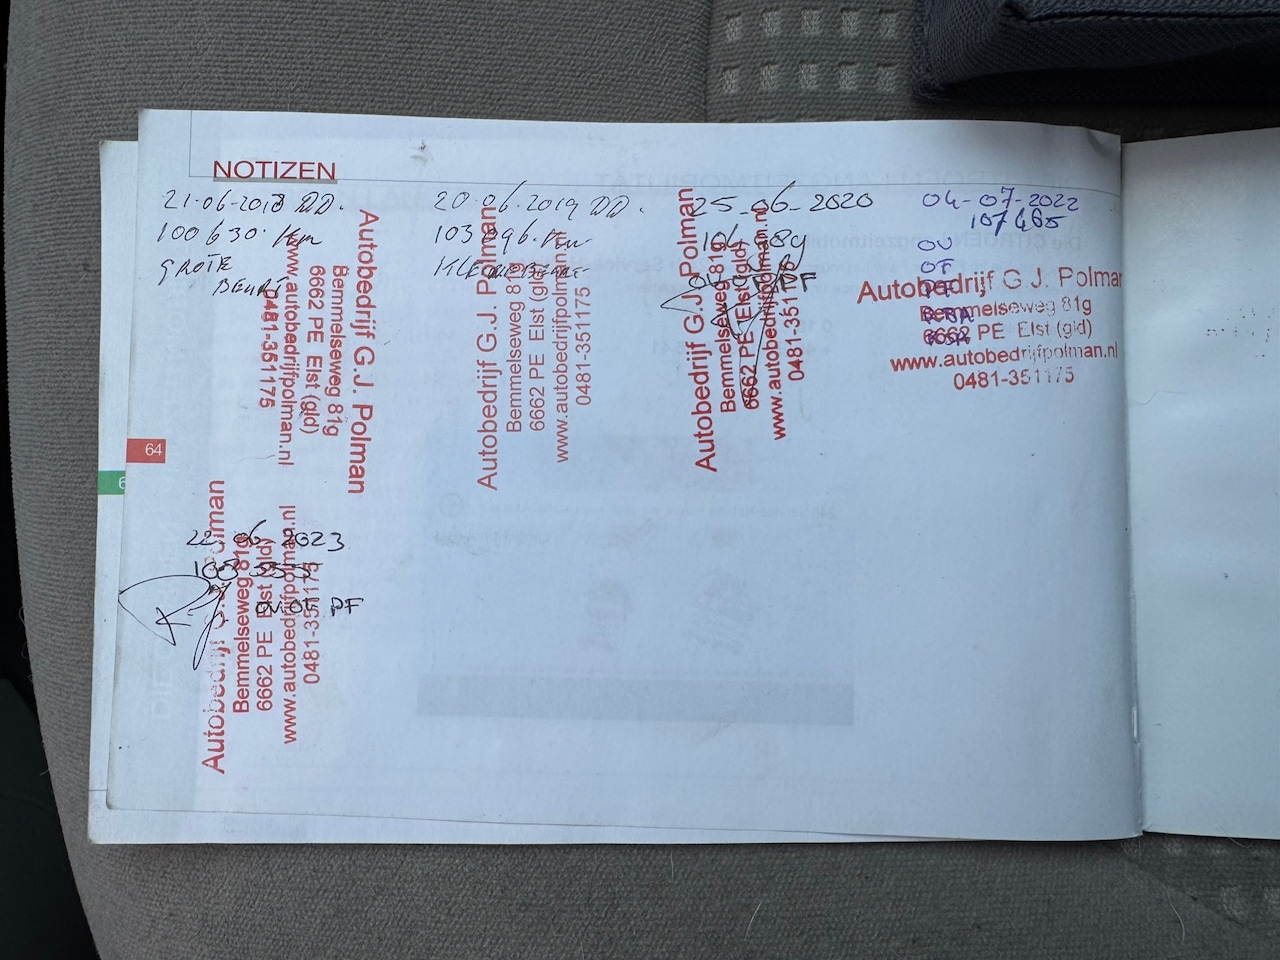 NOTIZEN
21-06-2018 DD.
100630 km
GROTE
BEURT
Autobedrijf G.J. Polman
Bemmelseweg 81g
6662 PE Elst (gld)
www.autobedrijfpolman.nl
0481-351175
20-06-2019 DD.
103 km
Autobedrijf G.J. Polman
Bemmelseweg 81g
6662 PE Elst (gld)
www.autobedrijfpolman.nl
0481-351175
25-06-2020
Autobedrijf G.J. Polman
Bemmelseweg 81g
6662 PE Elst (gld)
www.autobedrijfpolman.nl
0481-351175
04-07-2022
107465
OV
OF
Autobedrijf G.J. Polman
Bemmelseweg 81g
6662 PE Elst (gld)
www.autobedrijfpolman.nl
0481-351175
64
22-06-2023
OV OF PF
Autobedrijf G.J. Polman
Bemmelseweg 81g
6662 PE Elst (gld)
www.autobedrijfpolman.nl
0481-351175